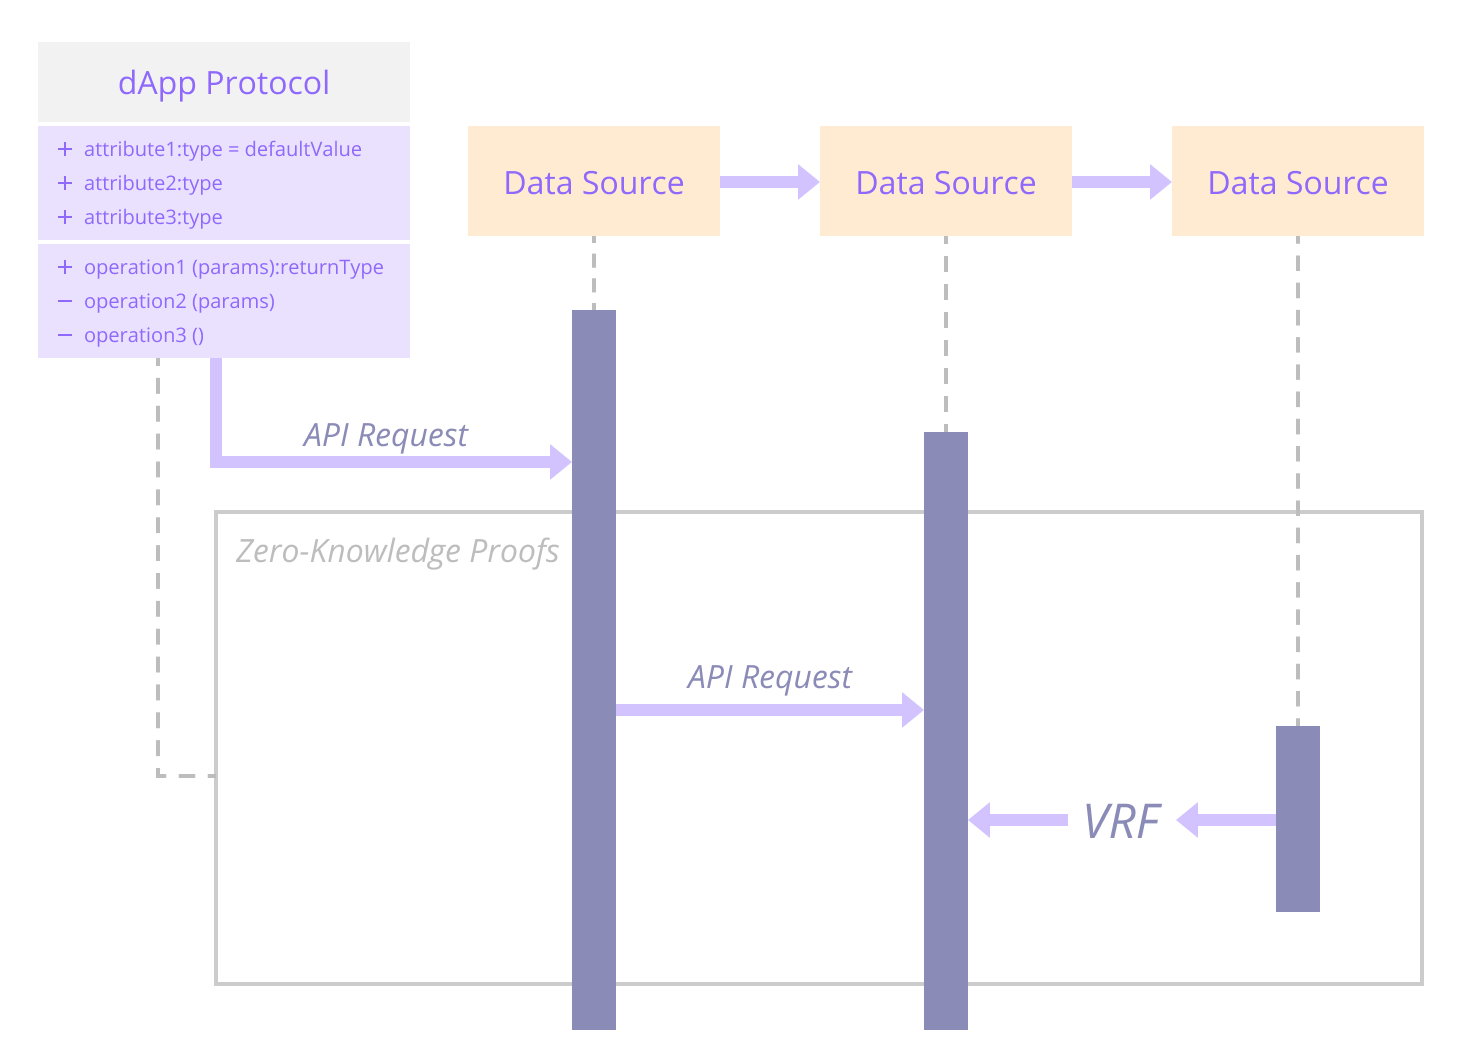 dApp Protocol
+ attribute1:type = defaultValue
+ attribute2:type
+ attribute3:type
+ operation1 (params):returnType
− operation2 (params)
− operation3 ()
Data Source
Data Source
Data Source
API Request
Zero-Knowledge Proofs
API Request
VRF